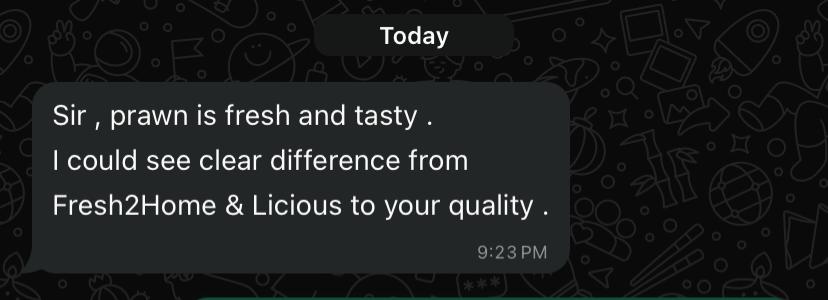 Today
Sir , prawn is fresh and tasty .
I could see clear difference from
Fresh2Home & Licious to your quality .
9:23 PM